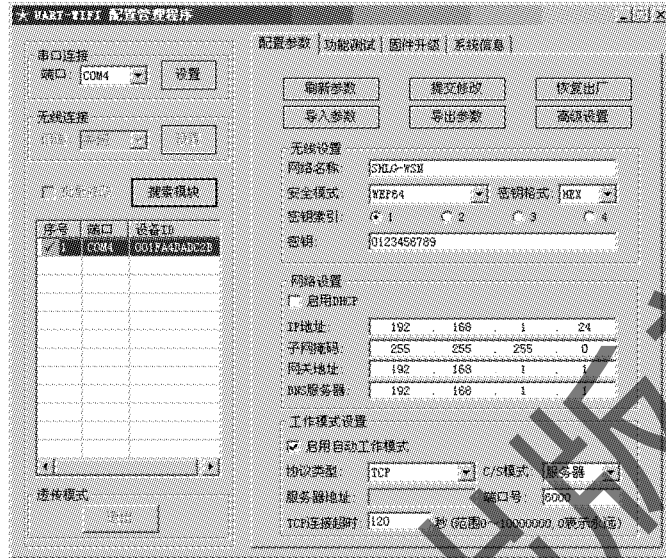 UART-WIFI 配置管理程序
串口连接
端口: COM4 设置
无线连接
搜索模块
序号 端口 设备ID
1 COM4
透传模式
配置参数 功能测试 固件升级 系统信息
刷新参数 提交修改 恢复出厂
导入参数 导出参数 高级设置
无线设置
网络名称: SHLG-WSN
安全模式 WEP64 密钥格式: HEX
密钥索引: 1 2 3 4
密钥: 0123456789
网络设置
启用DHCP
IP地址: 192 . 168 . 1 . 24
子网掩码: 255 . 255 . 255 . 0
网关地址: 192 . 168 . 1 . 1
DNS服务器: 192 . 168 . 1 . 1
工作模式设置
启用自动工作模式
协议类型: TCP C/S模式: 服务器
服务器地址: 端口号: 6000
TCP连接超时: 120 秒(范围0~10000000, 0表示永远)
版